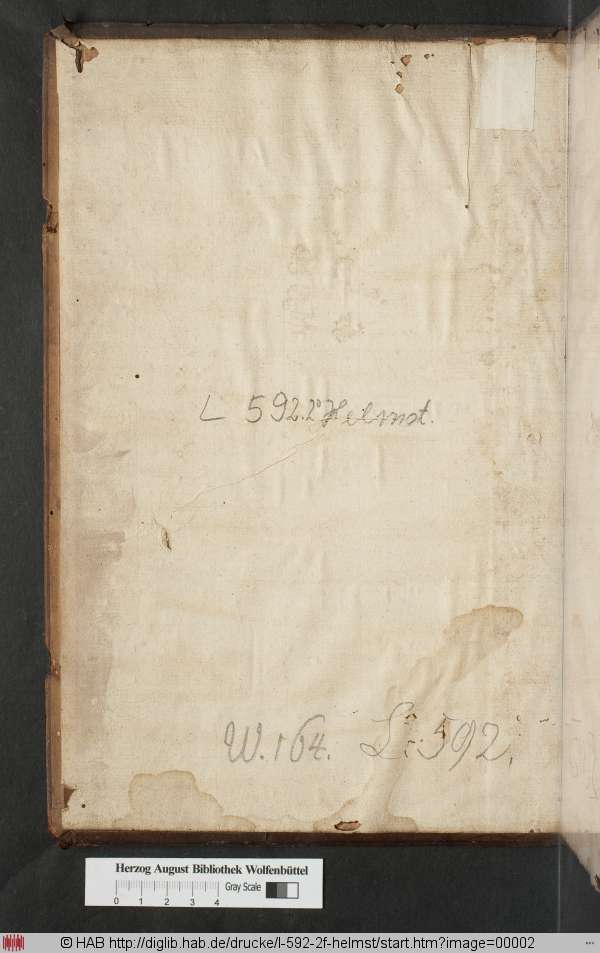 L 592.2° Helmst.
W. 164. L. 592.
Herzog August Bibliothek Wolfenbüttel
Gray Scale
0 1 2 3 4
© HAB http://diglib.hab.de/drucke/l-592-2f-helmst/start.htm?image=00002